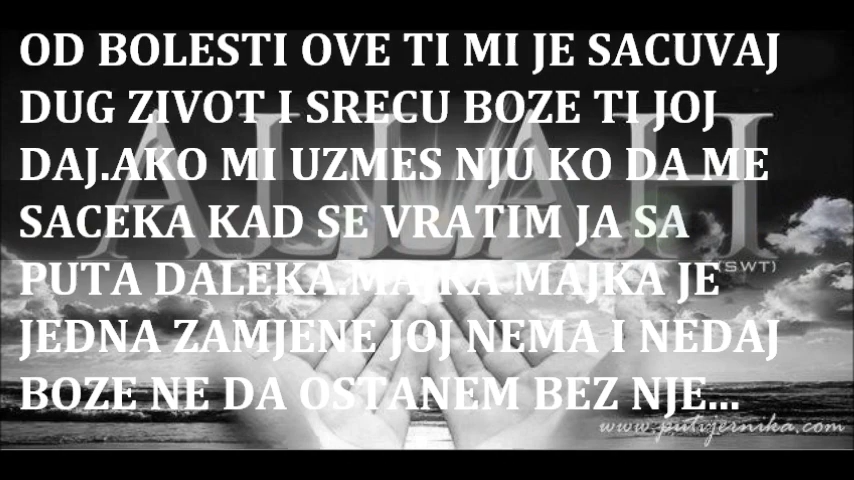 OD BOLESTI OVE TI MI JE SACUVAJ
DUG ZIVOT I SRECU BOZE TI JOJ
DAJ.AKO MI UZMES NJU KO DA ME
SACEKA KAD SE VRATIM JA SA
PUTA DALEKA.MAJKA MAJKA JE
JEDNA ZAMJENE JOJ NEMA I NEDAJ
BOZE NE DA OSTANEM BEZ NJE...
ALLAH
(SWT)
www.putvjernika.com